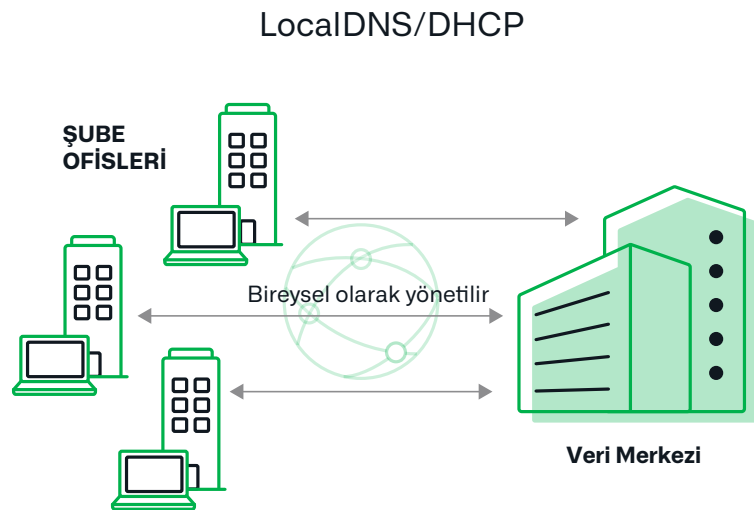 LocalDNS/DHCP
ŞUBE
OFİSLERİ
Bireysel olarak yönetilir
Veri Merkezi